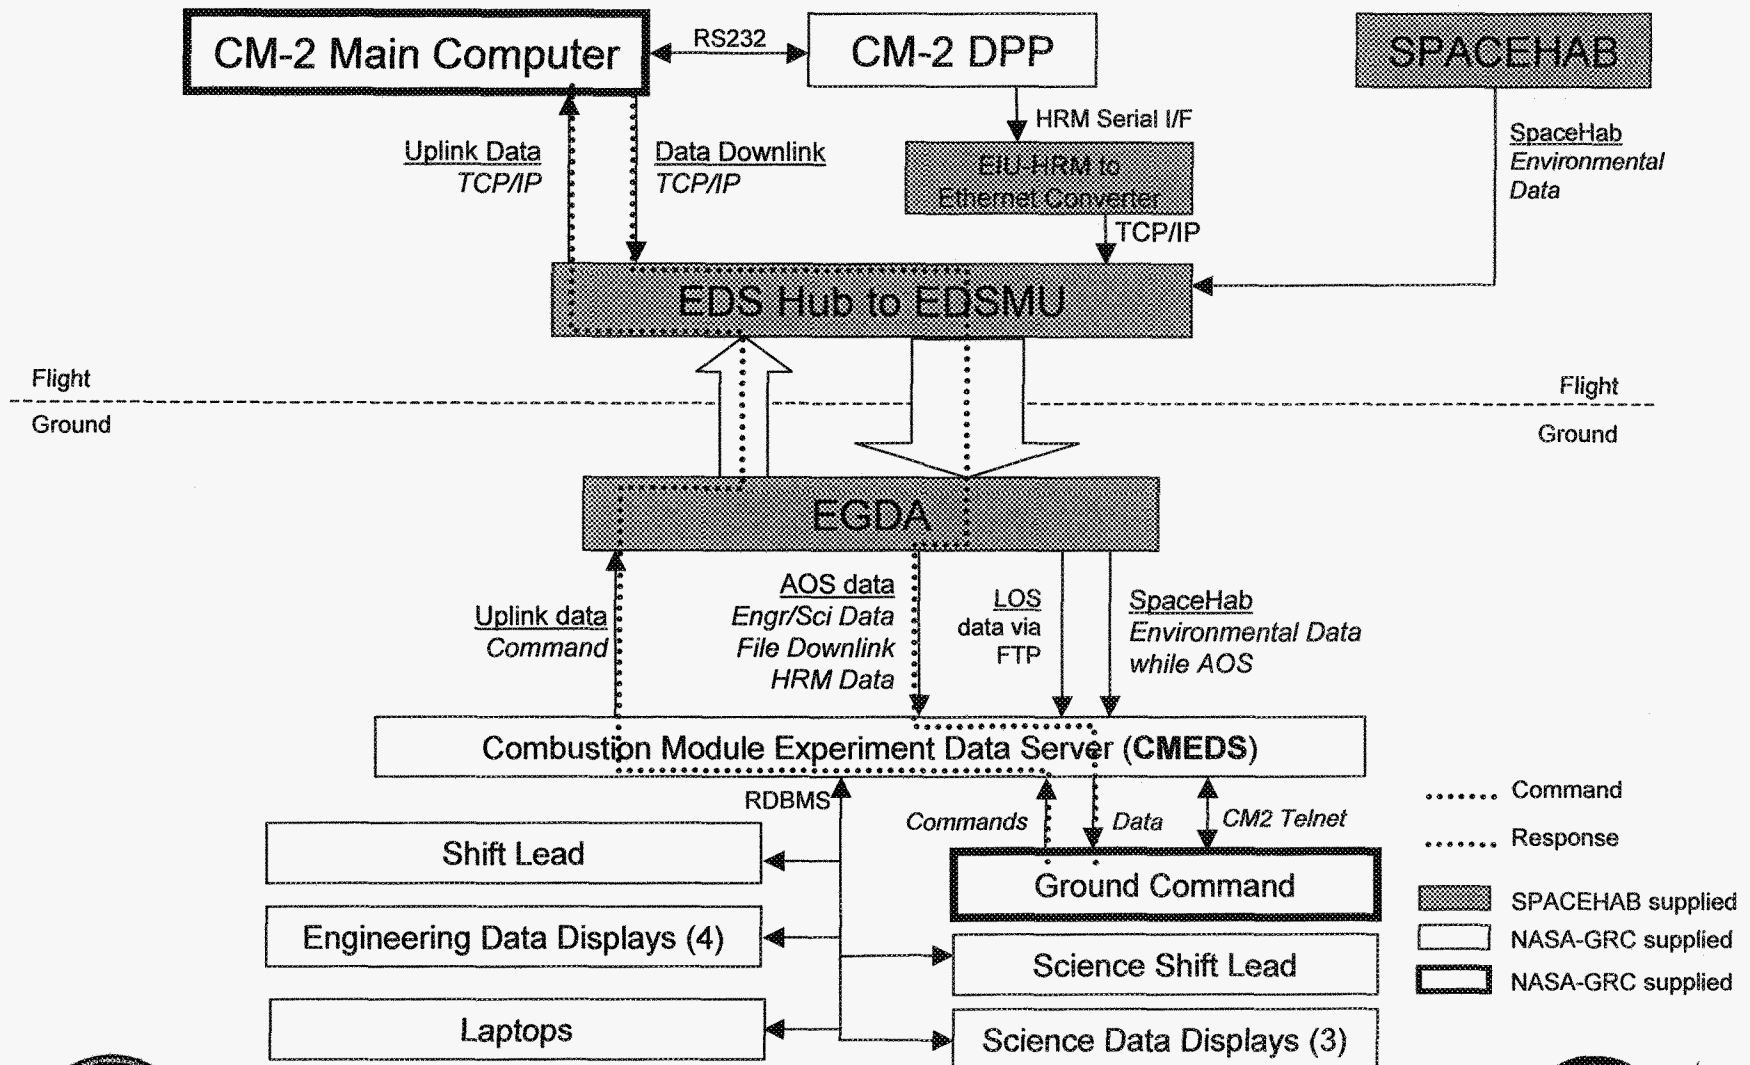 CM-2 Main Computer
RS232
CM-2 DPP
SPACEHAB
HRM Serial I/F
Uplink Data
TCP/IP
Data Downlink
TCP/IP
EIU-HRM to
Ethernet Converter
SpaceHab
Environmental
Data
TCP/IP
EDS Hub to EDSMU
Flight
Flight
Ground
Ground
EGDA
Uplink data
Command
AOS data
Engr/Sci Data
File Downlink
HRM Data
LOS
data via
FTP
SpaceHab
Environmental Data
while AOS
Combustion Module Experiment Data Server (CMEDS)
RDBMS
Commands
Data
CM2 Telnet
Shift Lead
Engineering Data Displays (4)
Laptops
Ground Command
Science Shift Lead
Science Data Displays (3)
Command
Response
SPACEHAB supplied
NASA-GRC supplied
NASA-GRC supplied